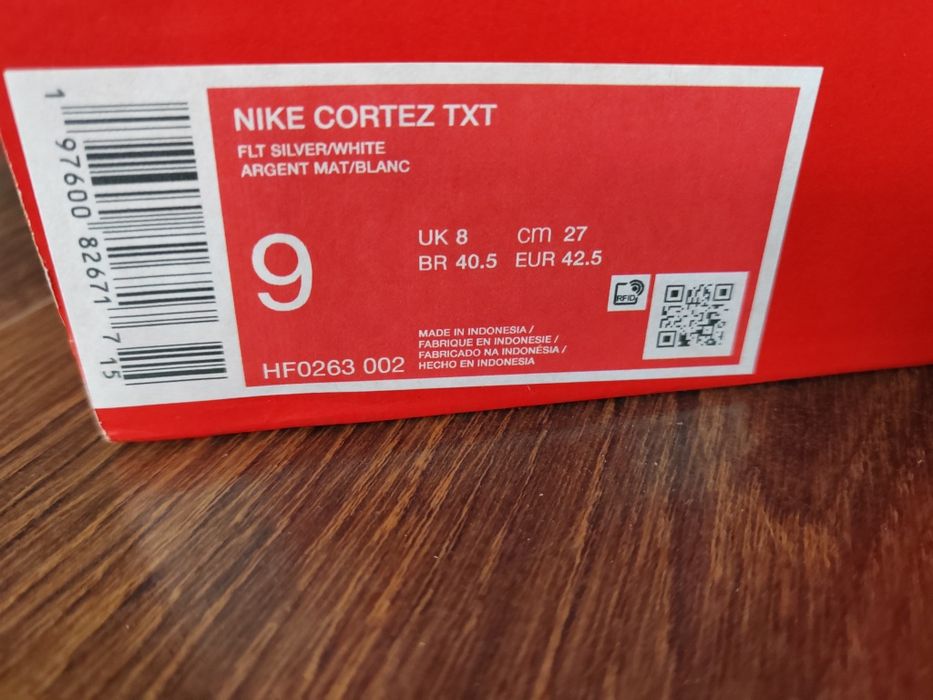 1 97600 82671 7 15
NIKE CORTEZ TXT
FLT SILVER/WHITE
ARGENT MAT/BLANC
9
UK 8 cm 27
BR 40.5 EUR 42.5
RFID
MADE IN INDONESIA /
FABRIQUE EN INDONESIE /
FABRICADO NA INDONÉSIA /
HECHO EN INDONESIA
HF0263 002